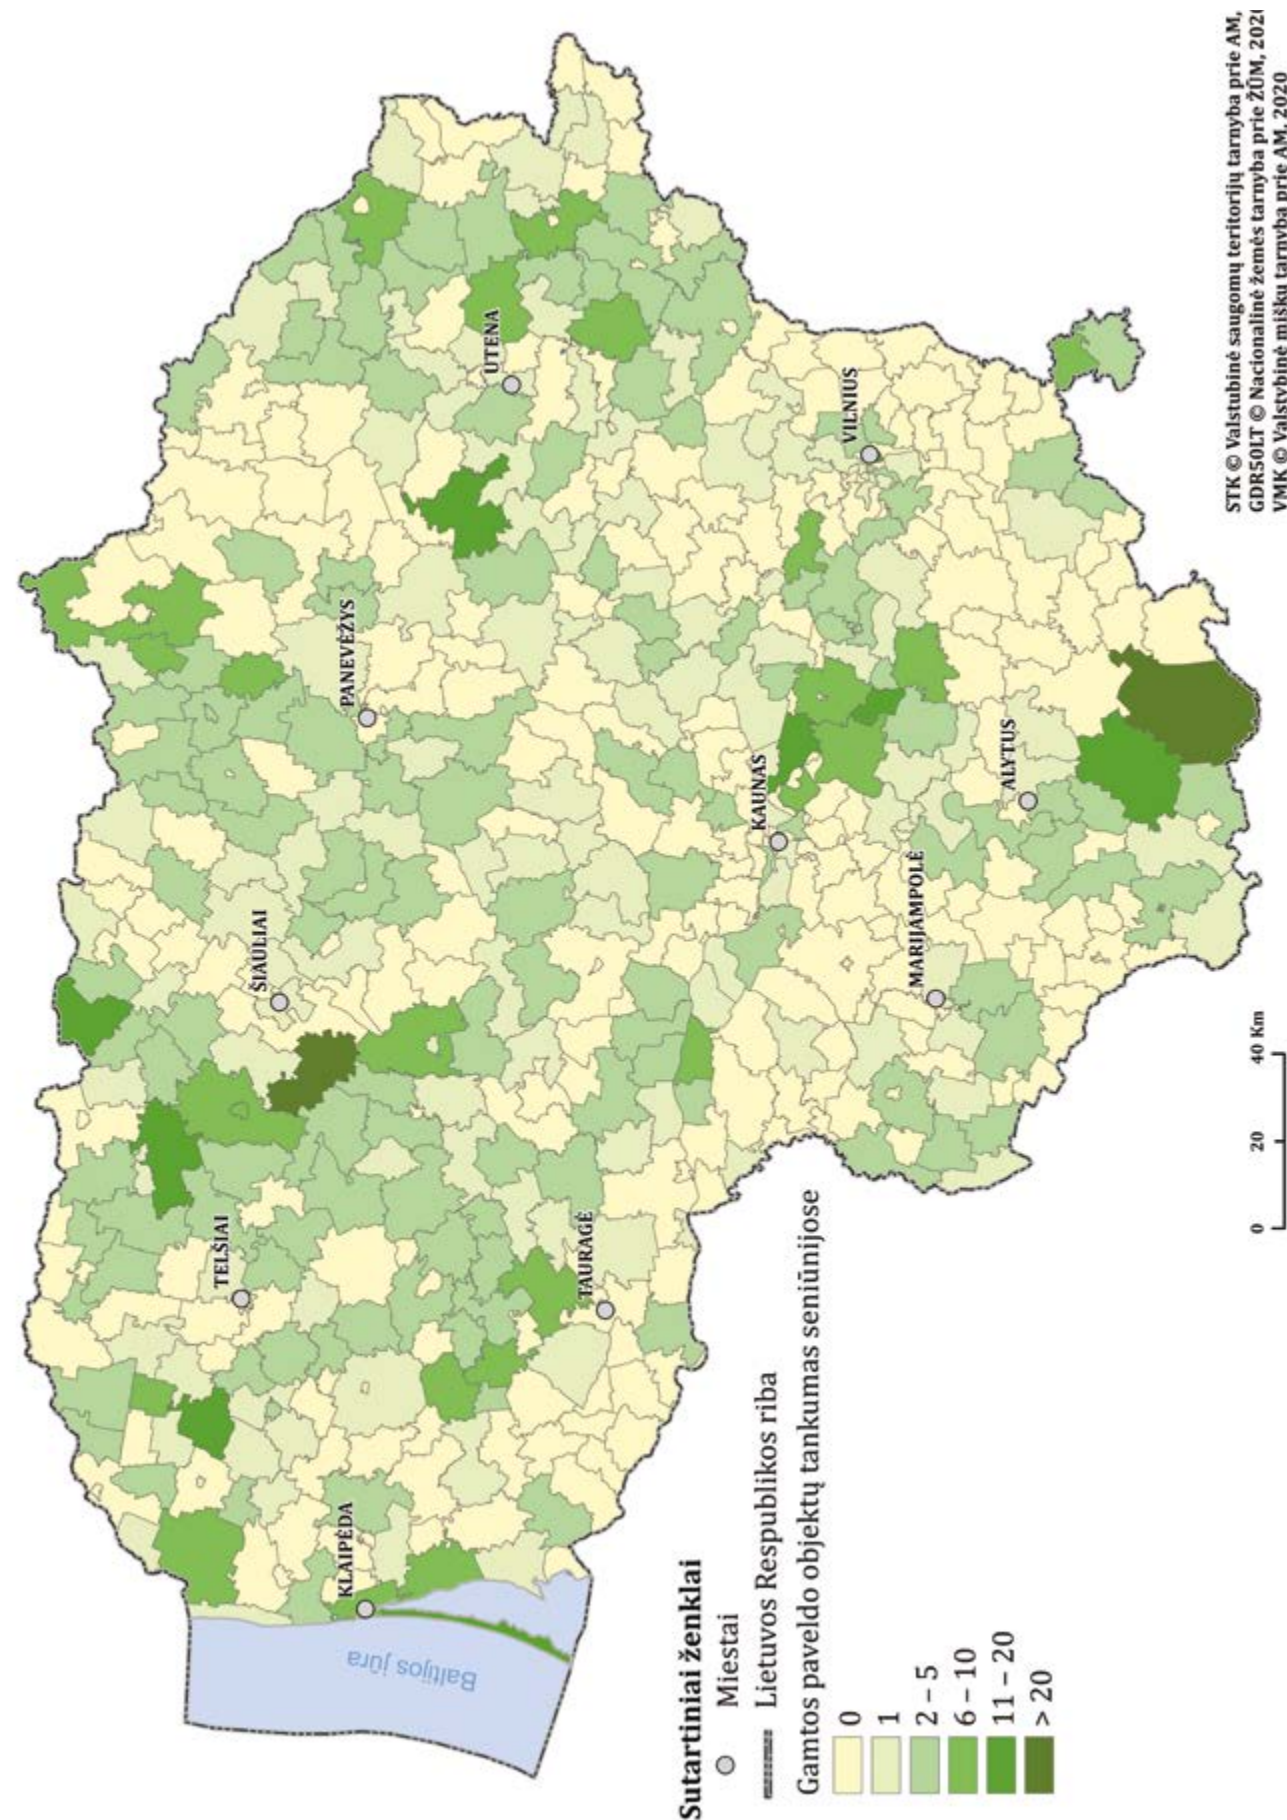 TELŠIAI
ŠIAULIAI
PANEVĖŽYS
KLAIPĖDA
UTENA
TAURAGĖ
KAUNAS
VILNIUS
MARIJAMPOLĖ
ALYTUS
Baltijos jūra
Sutartiniai ženklai
Miestai
Lietuvos Respublikos riba
Gamtos paveldo objektų tankumas seniūnijose
0
1
2 – 5
6 – 10
11 – 20
> 20
0 20 40 Km
STK © Valstubinė saugomų teritorijų tarnyba prie AM,
GDR50LT © Nacionalinė žemės tarnyba prie ŽŪM, 2020
VMK © Valstybinė miškų tarnyba prie AM, 2020